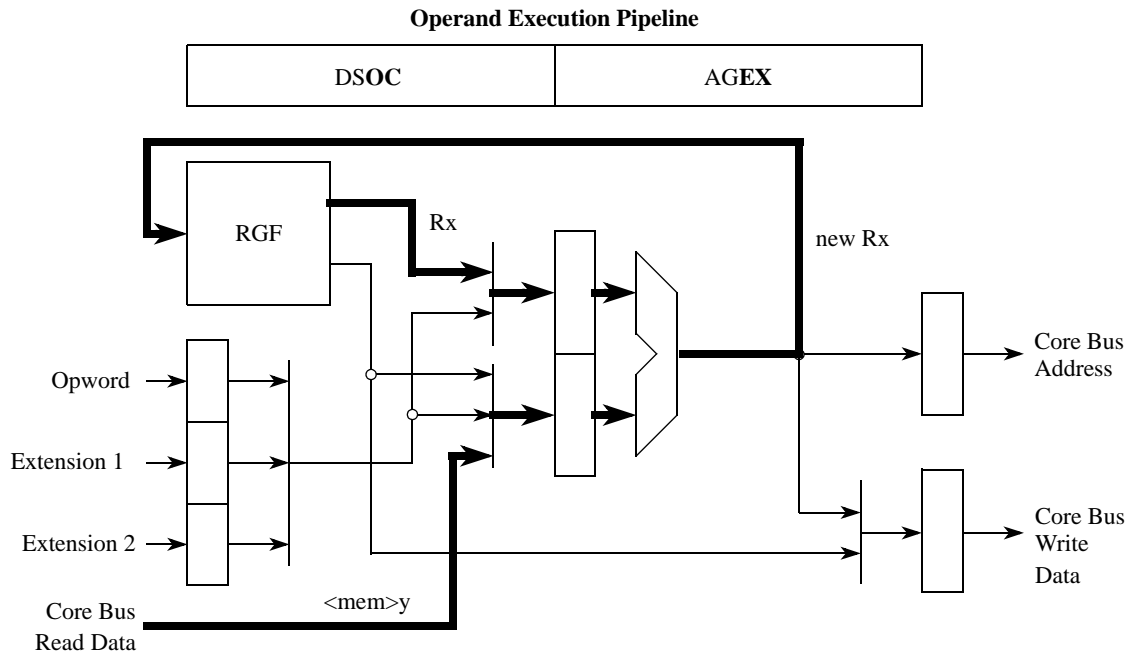 Operand Execution Pipeline
DSOC
AGEX
Rx
RGF
new Rx
Core Bus
Address
Opword
Extension 1
Extension 2
Core Bus
Write
Data
<mem>y
Core Bus
Read Data